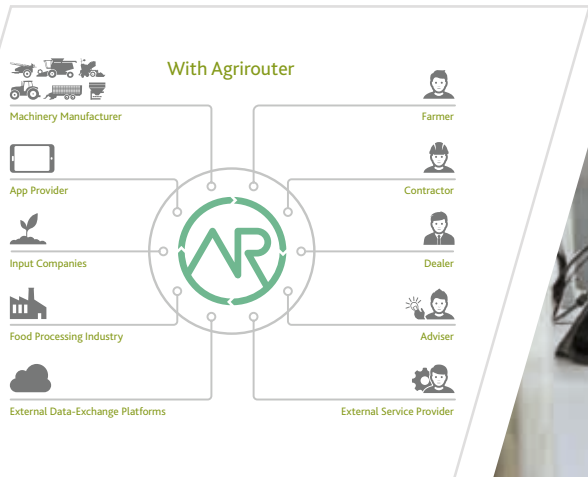 With Agrirouter
Machinery Manufacturer
Farmer
App Provider
Contractor
AR
Input Companies
Dealer
Food Processing Industry
Adviser
External Data-Exchange Platforms
External Service Provider